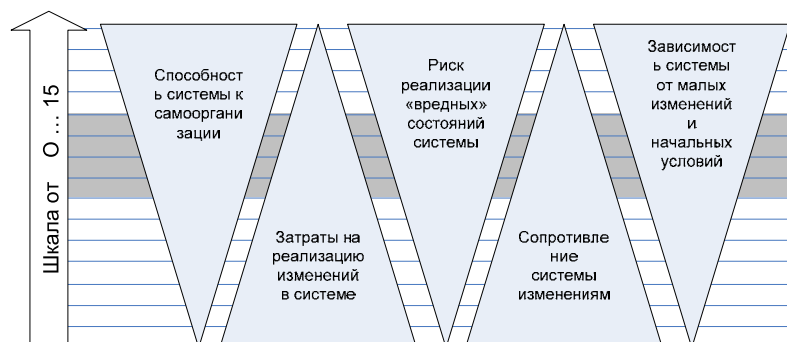 Способност
ь системы к
самооргани
зации
Риск
реализации
«вредных»
состояний
системы
Зависимост
ь системы
от малых
изменений
и
начальных
условий
Затраты на
реализацию
изменений
в системе
Сопротивле
ние
системы
изменениям
Шкала от О ... 15